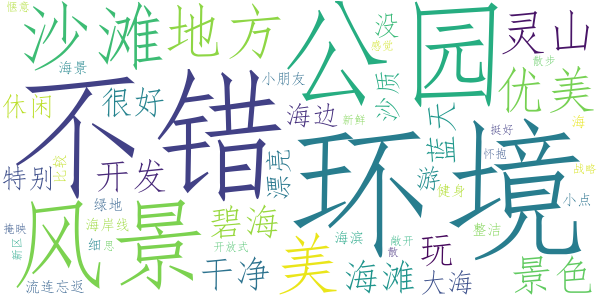 惬意
沙滩
地方
公园
灵山
没
感觉
散步
海景
小朋友
优美
休闲
很好
不错
沙质
海边
新鲜
天
海
挺好
环境
蓝
怀抱
特别
比较
开发
漂亮
游
战略
健身
绿地
小点
风景
碧海
美
掩映
海岸线
海滨
敞开
玩
整洁
新区
细
思
开放式
散
流连忘返
干净
海滩
大海
景色